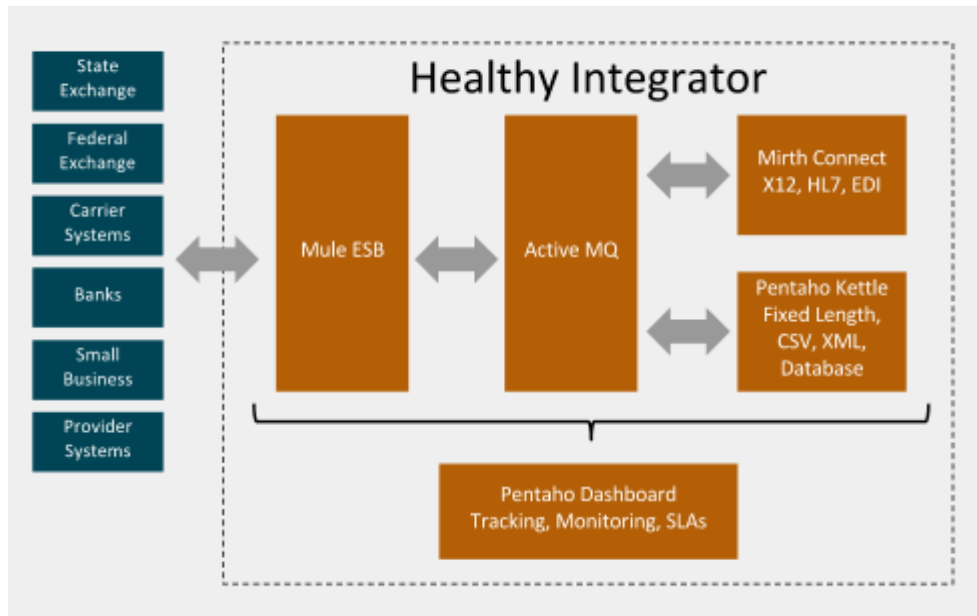 State
Exchange
Federal
Exchange
Carrier
Systems
Banks
Small
Business
Provider
Systems
Healthy Integrator
Mule ESB
Active MQ
Mirth Connect
X12, HL7, EDI
Pentaho Kettle
Fixed Length,
CSV, XML,
Database
Pentaho Dashboard
Tracking, Monitoring, SLAs